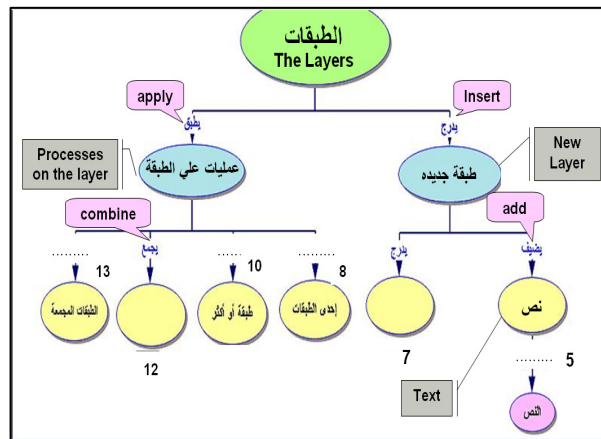 الطبقات
The Layers
apply
Insert
يطبق
يدرج
Processes
on the layer
عمليات علي الطبقة
طبقة جديده
New
Layer
combine
add
يجمع
يدرج
يضيف
............ 13
......... 10
............ 8
الطبقات المجمعة
طبقة أو أكثر
إحدى الطبقات
نص
12
7
............ 5
Text
النص